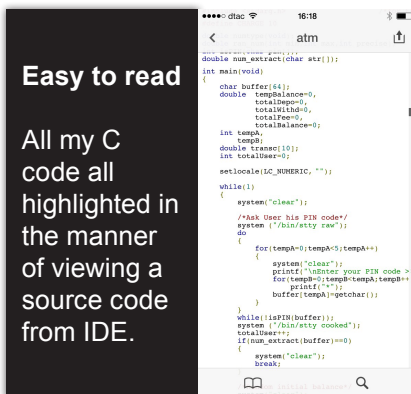 Easy to read
All my C
code all
highlighted in
the manner
of viewing a
source code
from IDE.
dtac 16:18
atm
double num_extract(char str[]);
int main(void)
{
char buffer[64];
double tempBalance=0,
totalDepo=0,
totalWithd=0,
totalFee=0,
totalBalance=0;
int tempA,
tempB;
double transc[10];
int totalUser=0;
setlocale(LC_NUMERIC, "");
while(1)
{
system("clear");
/*Ask User his PIN code*/
system ("/bin/stty raw");
do
{
for(tempA=0;tempA<5;tempA++)
{
system("clear");
printf("\nEnter your PIN code >
for(tempB=0;tempB<tempA;tempB++
printf("*");
buffer[tempA]=getchar();
}
}
while(!isPIN(buffer));
system ("/bin/stty cooked");
totalUser++;
if(num_extract(buffer)==0)
{
system("clear");
break;